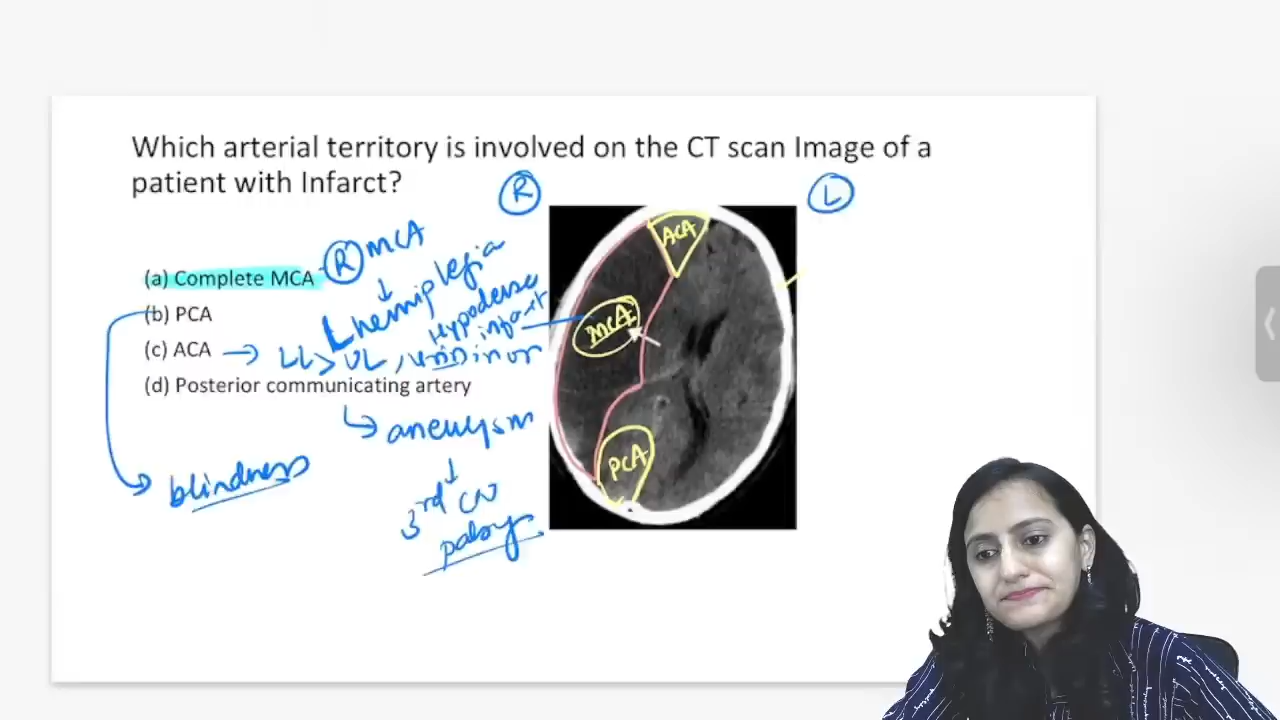 Which arterial territory is involved on the CT scan Image of a
patient with Infarct?
R
L
(a) Complete MCA
R MCA
↓
L hemiplegia
Hypodense
infarct
(b) PCA
(c) ACA → LL > UL,
(d) Posterior communicating artery
aneurysm
↓
3rd CN
palsy
blindness
ACA
MCA
PCA